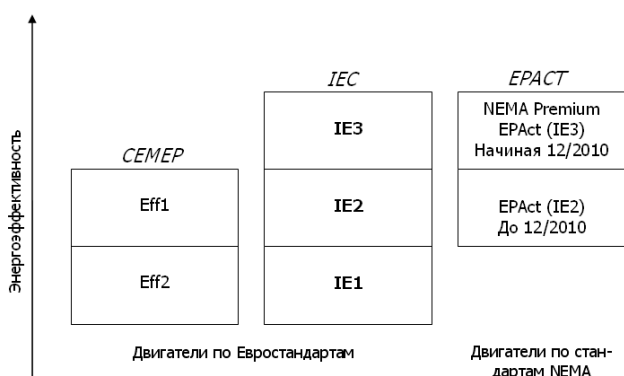 Энергоэффективность
CEMEP
Eff1
Eff2
IEC
IE3
IE2
IE1
EPACT
NEMA Premium
EPAct (IE3)
Начиная 12/2010
EPAct (IE2)
До 12/2010
Двигатели по Евростандартам
Двигатели по стан-
дартам NEMA